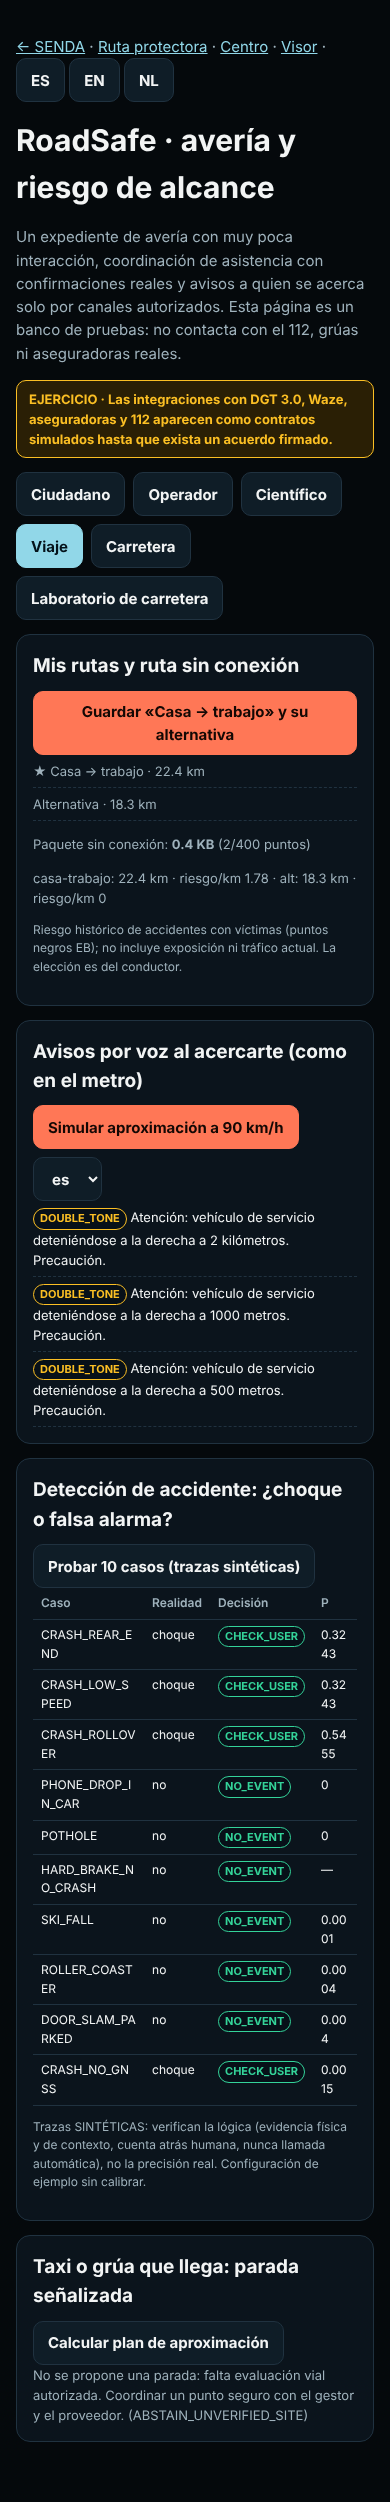 ← SENDA · Ruta protectora · Centro · Visor ·
ES EN NL
RoadSafe · avería y
riesgo de alcance
Un expediente de avería con muy poca
interacción, coordinación de asistencia con
confirmaciones reales y avisos a quien se acerca
solo por canales autorizados. Esta página es un
banco de pruebas: no contacta con el 112, grúas
ni aseguradoras reales.
EJERCICIO · Las integraciones con DGT 3.0, Waze,
aseguradoras y 112 aparecen como contratos
simulados hasta que exista un acuerdo firmado.
Ciudadano Operador Científico
Viaje Carretera
Laboratorio de carretera
Mis rutas y ruta sin conexión
Guardar «Casa → trabajo» y su
alternativa
★ Casa → trabajo · 22.4 km
Alternativa · 18.3 km
Paquete sin conexión: 0.4 KB (2/400 puntos)
casa-trabajo: 22.4 km · riesgo/km 1.78 · alt: 18.3 km ·
riesgo/km 0
Riesgo histórico de accidentes con víctimas (puntos
negros EB); no incluye exposición ni tráfico actual. La
elección es del conductor.
Avisos por voz al acercarte (como
en el metro)
Simular aproximación a 90 km/h
es
DOUBLE_TONE Atención: vehículo de servicio
deteniéndose a la derecha a 2 kilómetros.
Precaución.
DOUBLE_TONE Atención: vehículo de servicio
deteniéndose a la derecha a 1000 metros.
Precaución.
DOUBLE_TONE Atención: vehículo de servicio
deteniéndose a la derecha a 500 metros.
Precaución.
Detección de accidente: ¿choque
o falsa alarma?
Probar 10 casos (trazas sintéticas)
Caso Realidad Decisión P
CRASH_REAR_E choque CHECK_USER 0.32
ND 43
CRASH_LOW_S choque CHECK_USER 0.32
PEED 43
CRASH_ROLLOV choque CHECK_USER 0.54
ER 55
PHONE_DROP_I no NO_EVENT 0
N_CAR
POTHOLE no NO_EVENT 0
HARD_BRAKE_N no NO_EVENT —
O_CRASH
SKI_FALL no NO_EVENT 0.00
01
ROLLER_COAST no NO_EVENT 0.00
ER 04
DOOR_SLAM_PA no NO_EVENT 0.00
RKED 4
CRASH_NO_GN choque CHECK_USER 0.00
SS 15
Trazas SINTÉTICAS: verifican la lógica (evidencia física
y de contexto, cuenta atrás humana, nunca llamada
automática), no la precisión real. Configuración de
ejemplo sin calibrar.
Taxi o grúa que llega: parada
señalizada
Calcular plan de aproximación
No se propone una parada: falta evaluación vial
autorizada. Coordinar un punto seguro con el gestor
y el proveedor. (ABSTAIN_UNVERIFIED_SITE)